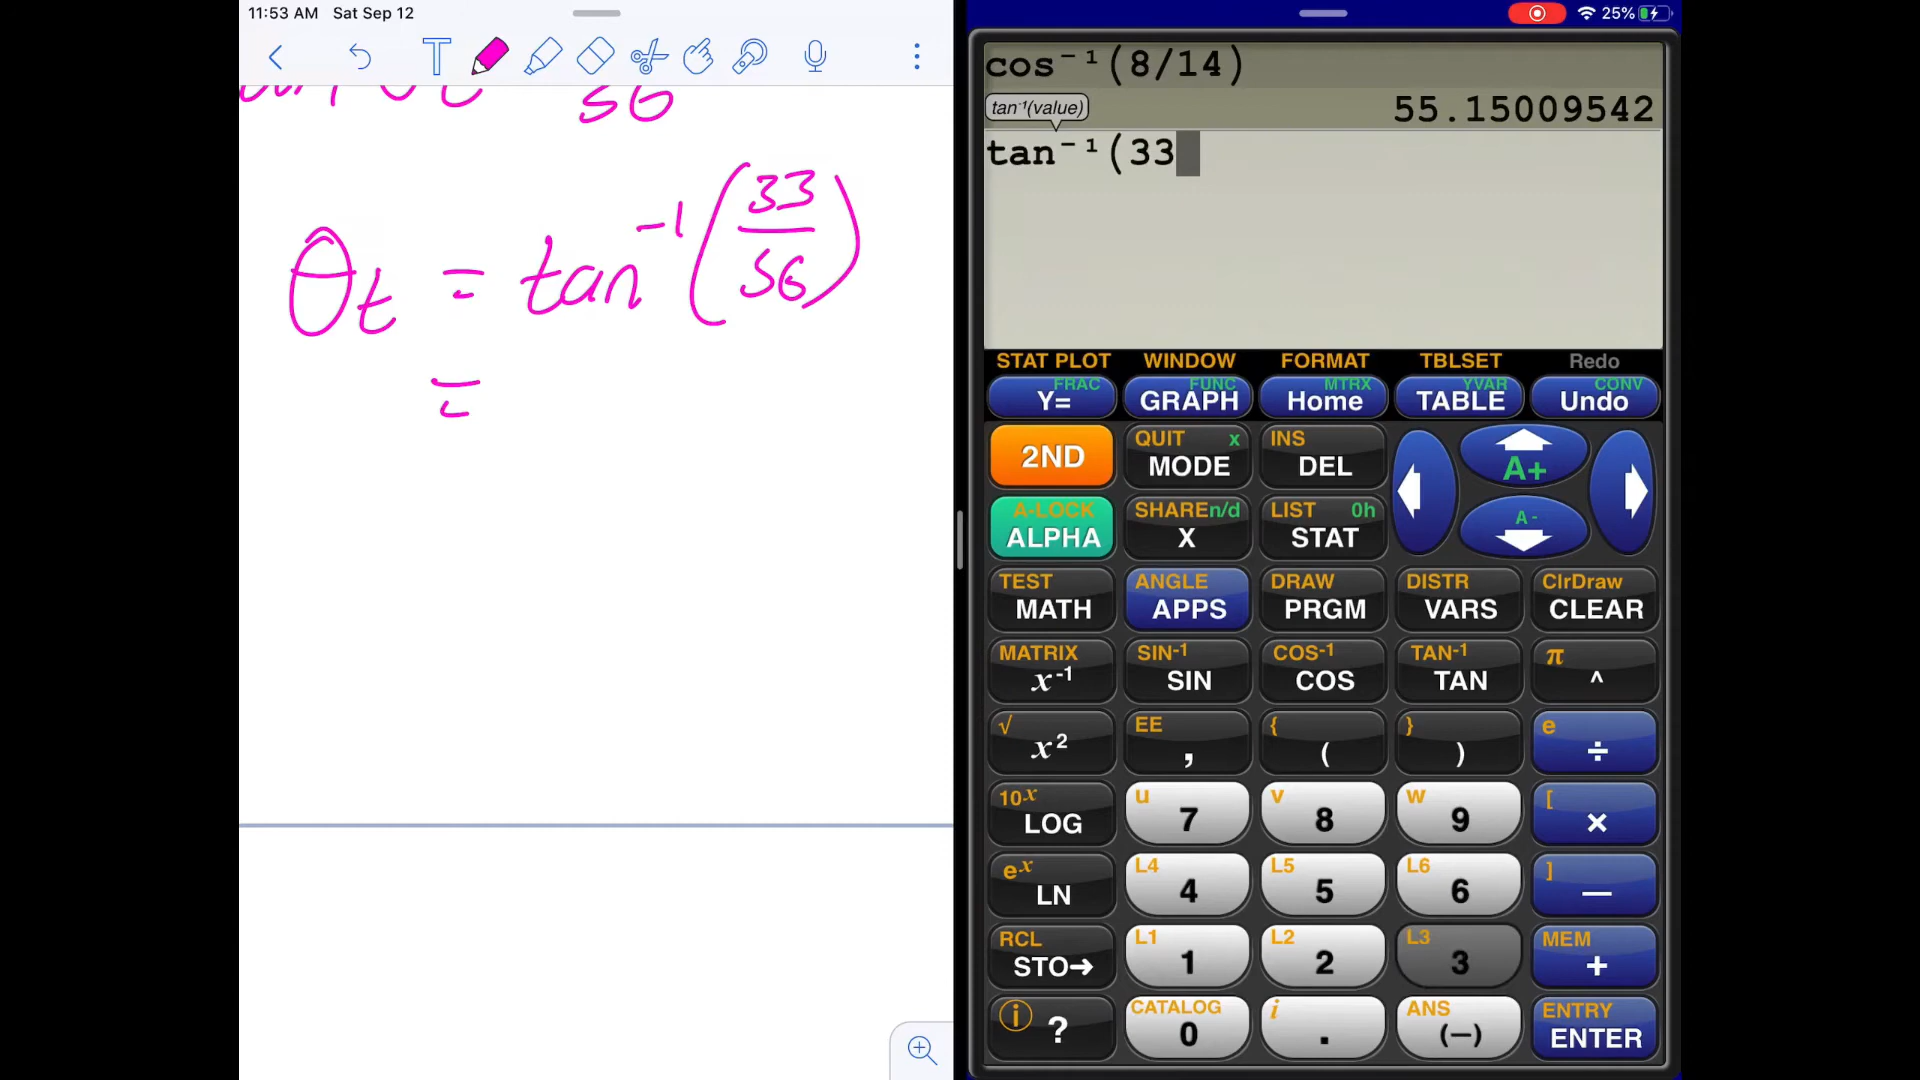 11:53 AM Sat Sep 12
25%
T
56
θt = tan⁻¹(33/56)
=
cos⁻¹(8/14)
tan⁻¹(value)
55.15009542
tan⁻¹(33
STAT PLOT WINDOW FORMAT TBLSET Redo
FRAC FUNC MTRX YVAR CONV
Y= GRAPH Home TABLE Undo
QUIT x INS
2ND MODE DEL A+
A-LOCK SHARE n/d LIST 0h A-
ALPHA X STAT
TEST ANGLE DRAW DISTR ClrDraw
MATH APPS PRGM VARS CLEAR
MATRIX SIN⁻¹ COS⁻¹ TAN⁻¹ π
x⁻¹ SIN COS TAN ^
√ EE { } e
x² , ( ) ÷
10ˣ u v w [
LOG 7 8 9 ×
eˣ L4 L5 L6 ]
LN 4 5 6 —
RCL L1 L2 L3 MEM
STO➔ 1 2 3 +
i CATALOG i ANS ENTRY
? 0 . (—) ENTER